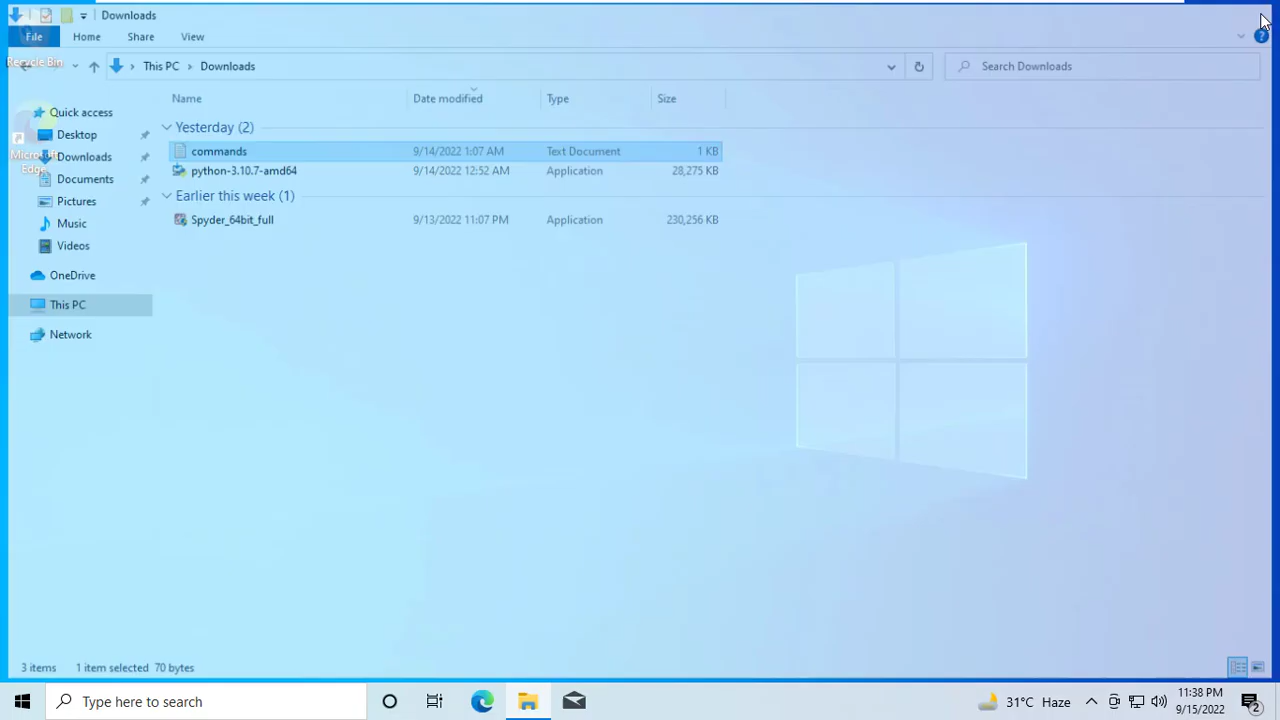 Downloads
File Home Share View
Recycle Bin
This PC Downloads
Search Downloads
Name Date modified Type Size
Quick access
Desktop
Downloads
Documents
Pictures
Music
Videos
OneDrive
This PC
Network
Microsoft
Edge
Yesterday (2)
commands 9/14/2022 1:07 AM Text Document 1 KB
python-3.10.7-amd64 9/14/2022 12:52 AM Application 28,275 KB
Earlier this week (1)
Spyder_64bit_full 9/13/2022 11:07 PM Application 230,256 KB
3 items 1 item selected 70 bytes
Type here to search
31°C Haze
11:38 PM
9/15/2022
2